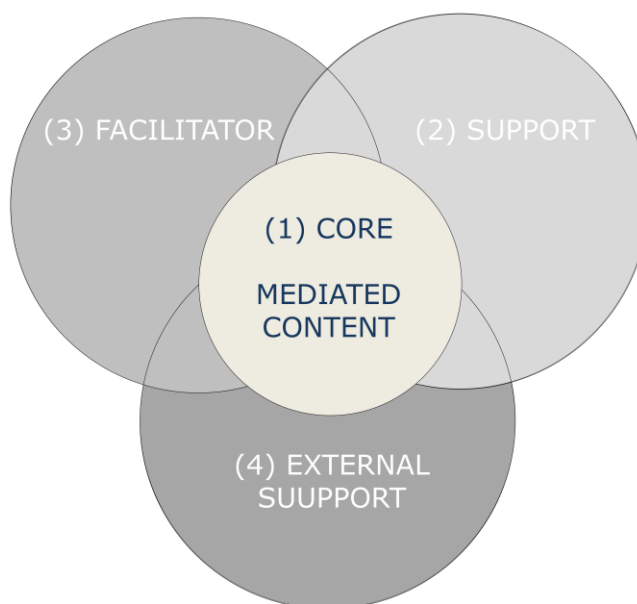 (3) FACILITATOR
(2) SUPPORT
(1) CORE
MEDIATED
CONTENT
(4) EXTERNAL
SUUPPORT